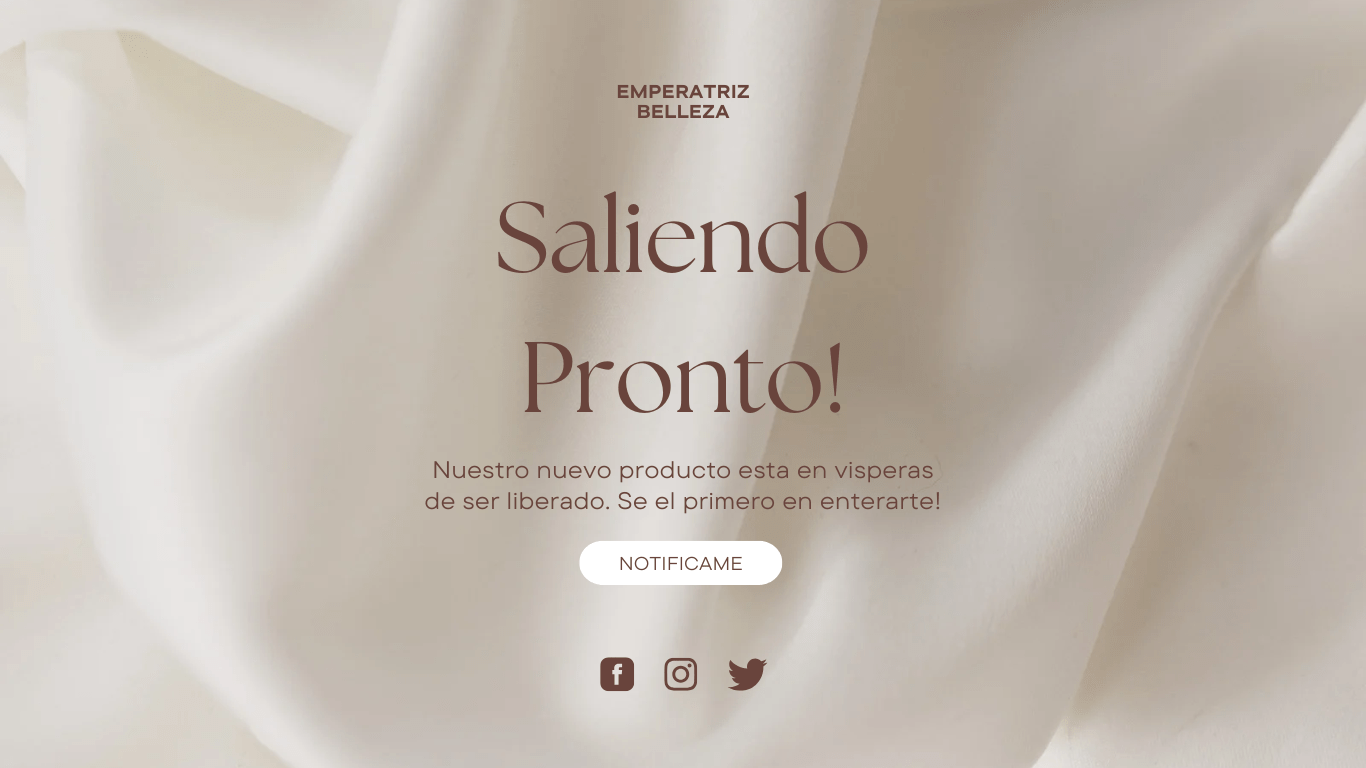 EMPERATRIZ
BELLEZA
Saliendo
Pronto!
Nuestro nuevo producto esta en visperas
de ser liberado. Se el primero en enterarte!
NOTIFICAME